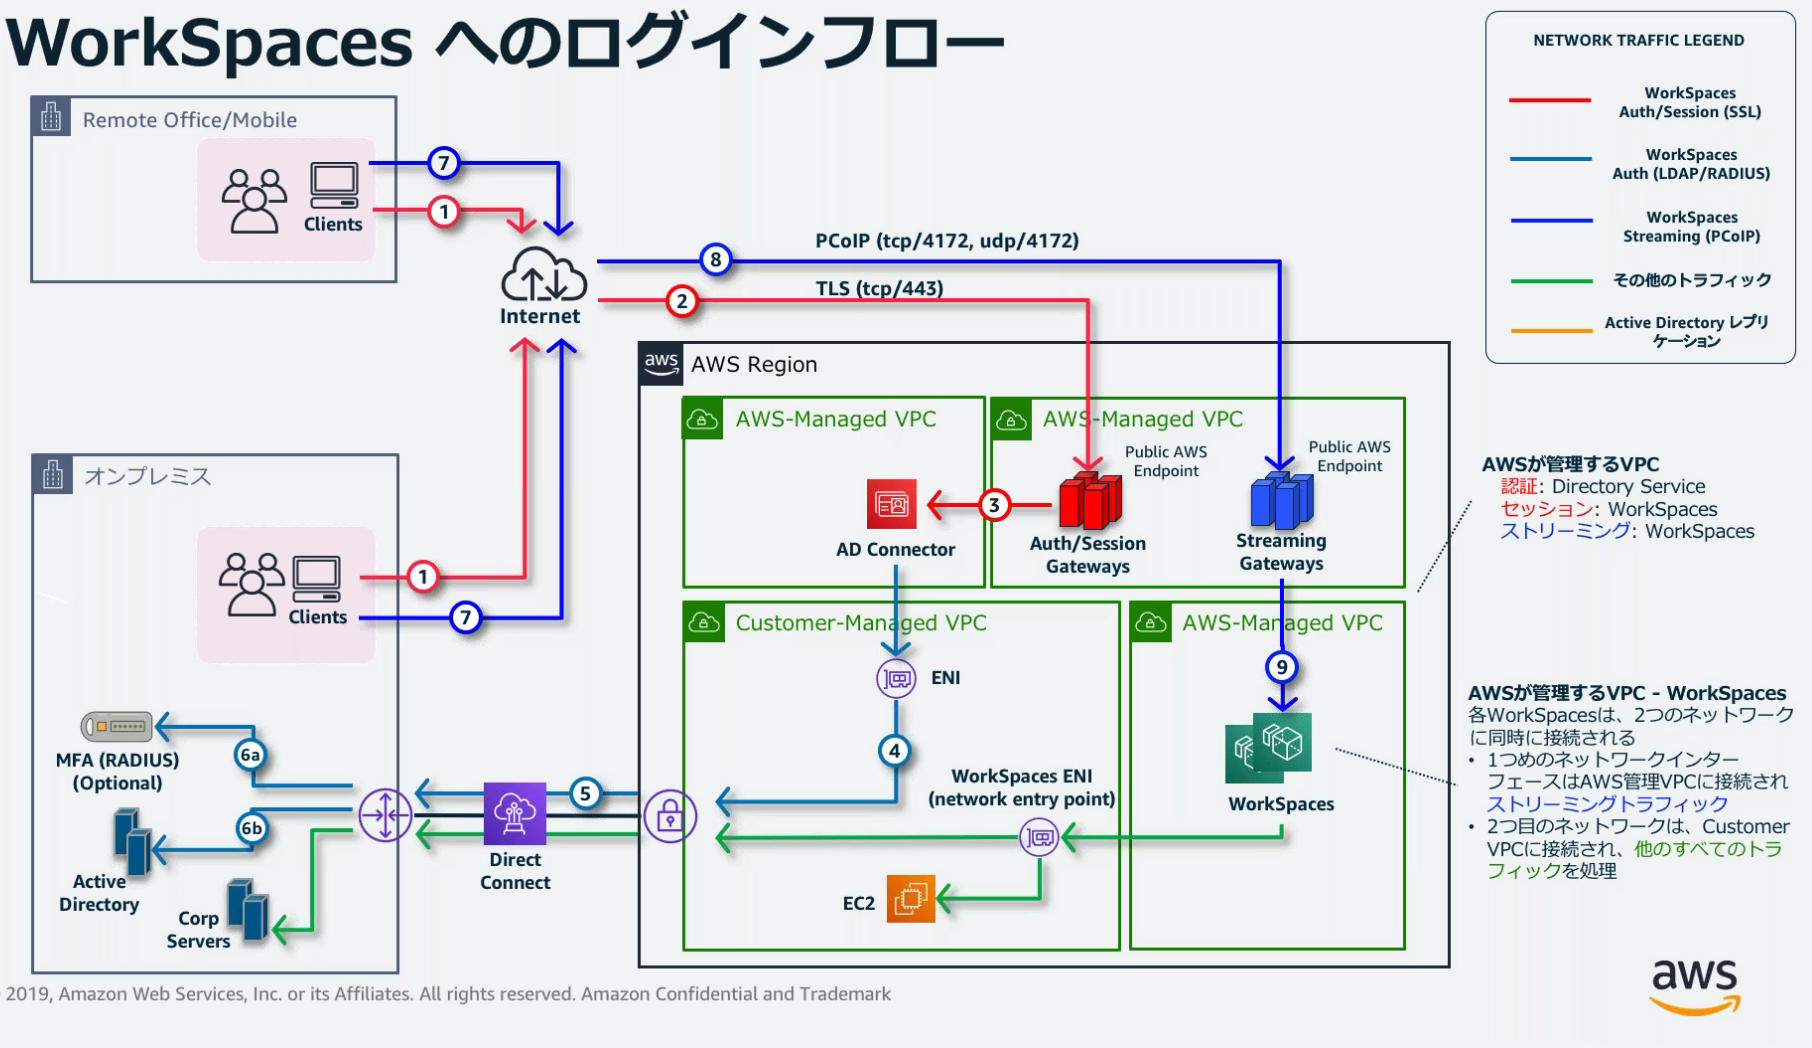 WorkSpaces へのログインフロー
NETWORK TRAFFIC LEGEND
WorkSpaces
Auth/Session (SSL)
WorkSpaces
Auth (LDAP/RADIUS)
WorkSpaces
Streaming (PCoIP)
その他のトラフィック
Active Directory レプリ
ケーション
Remote Office/Mobile
Clients
7
1
Internet
PCoIP (tcp/4172, udp/4172)
8
TLS (tcp/443)
2
aws
AWS Region
AWS-Managed VPC
AD Connector
3
AWS-Managed VPC
Public AWS
Endpoint
Public AWS
Endpoint
Auth/Session
Gateways
Streaming
Gateways
オンプレミス
Clients
1
7
MFA (RADIUS)
(Optional)
6a
6b
Active
Directory
Corp
Servers
5
Direct
Connect
Customer-Managed VPC
ENI
4
WorkSpaces ENI
(network entry point)
EC2
AWS-Managed VPC
9
WorkSpaces
AWSが管理するVPC
認証: Directory Service
セッション: WorkSpaces
ストリーミング: WorkSpaces
AWSが管理するVPC - WorkSpaces
各WorkSpacesは、2つのネットワーク
に同時に接続される
• 1つめのネットワークインター
フェースはAWS管理VPCに接続され
ストリーミングトラフィック
• 2つ目のネットワークは、Customer
VPCに接続され、他のすべてのトラ
フィックを処理
2019, Amazon Web Services, Inc. or its Affiliates. All rights reserved. Amazon Confidential and Trademark
aws